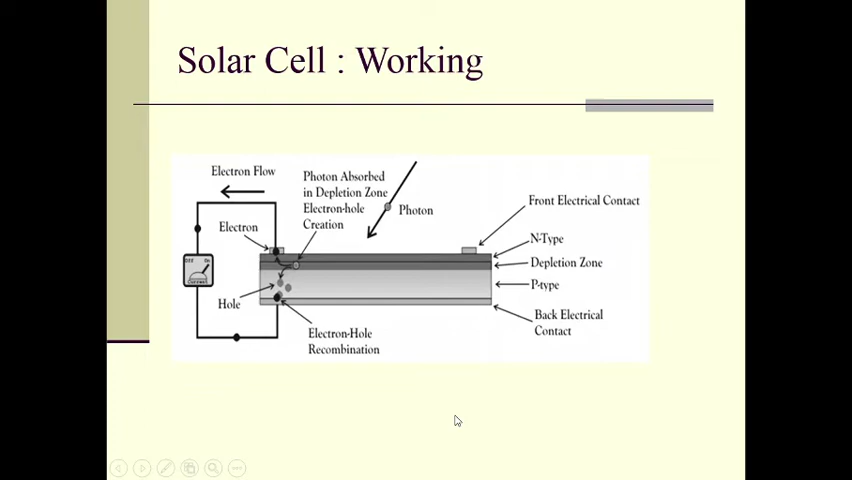 Solar Cell : Working
Electron Flow
Photon Absorbed
in Depletion Zone
Electron-hole
Creation
Photon
Front Electrical Contact
Electron
N-Type
Depletion Zone
P-type
Hole
Back Electrical
Contact
Electron-Hole
Recombination